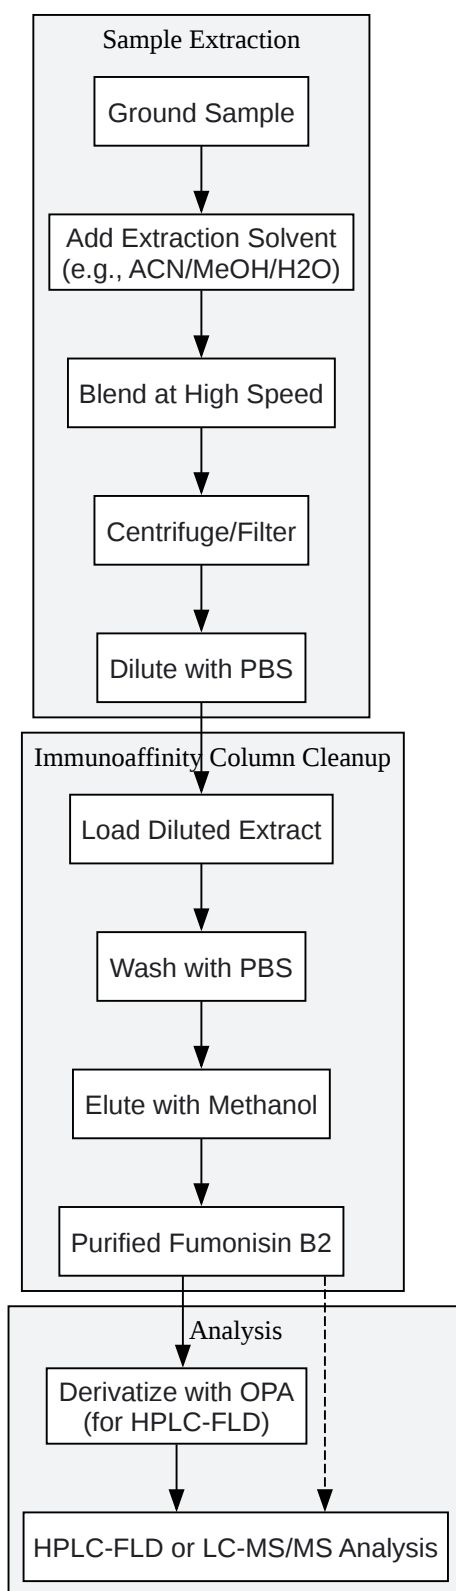 Sample Extraction
Ground Sample
Add Extraction Solvent
(e.g., ACN/MeOH/H2O)
Blend at High Speed
Centrifuge/Filter
Dilute with PBS
Immunoaffinity Column Cleanup
Load Diluted Extract
Wash with PBS
Elute with Methanol
Purified Fumonisin B2
Analysis
Derivatize with OPA
(for HPLC-FLD)
HPLC-FLD or LC-MS/MS Analysis